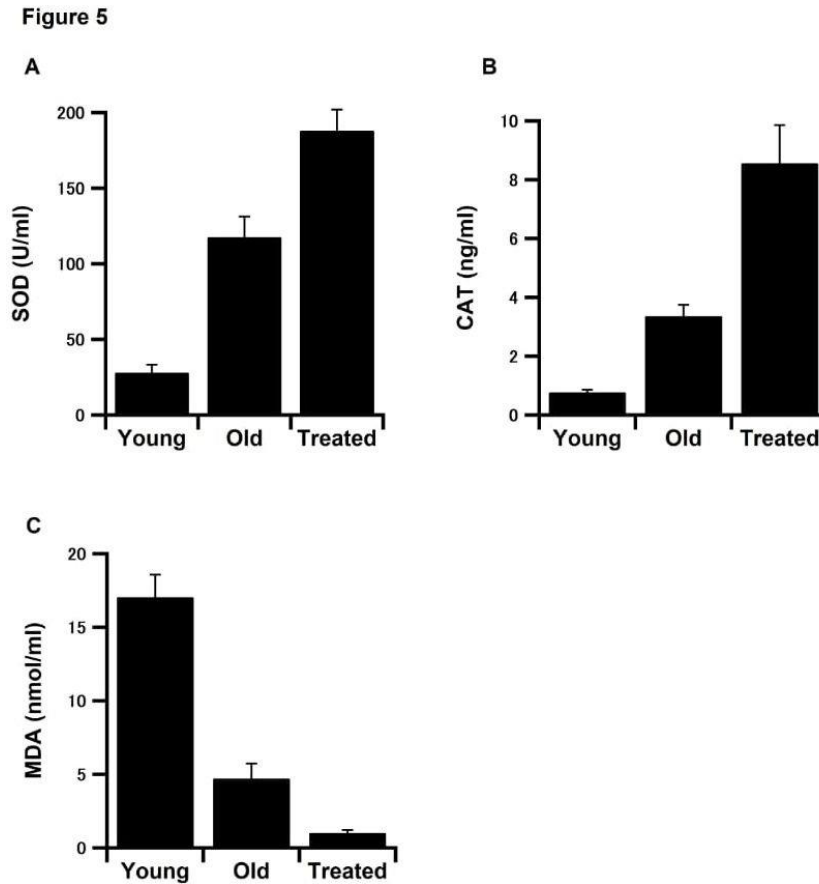 Figure 5
A
200
150
100
50
0
SOD (U/ml)
Young Old Treated
B
10
8
6
4
2
0
CAT (ng/ml)
Young Old Treated
C
20
15
10
5
0
MDA (nmol/ml)
Young Old Treated